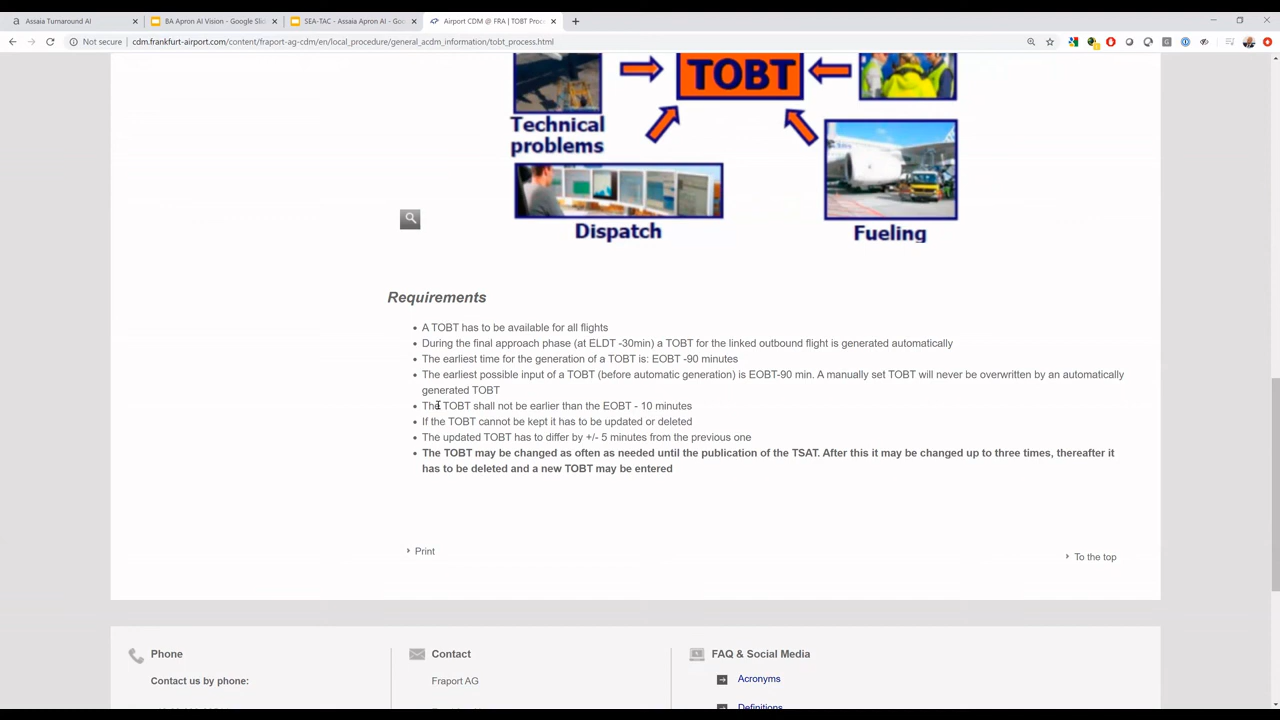 Assaia Turnaround AI
BA Apron AI Vision - Google Slid
SEA-TAC - Assaia Apron AI - Goo
Airport CDM @ FRA | TOBT Proc
Not secure | cdm.frankfurt-airport.com/content/fraport-ag-cdm/en/local_procedure/general_acdm_information/tobt_process.html
TOBT
Technical
problems
Dispatch
Fueling
Requirements
• A TOBT has to be available for all flights
• During the final approach phase (at ELDT -30min) a TOBT for the linked outbound flight is generated automatically
• The earliest time for the generation of a TOBT is: EOBT -90 minutes
• The earliest possible input of a TOBT (before automatic generation) is EOBT-90 min. A manually set TOBT will never be overwritten by an automatically
generated TOBT
• The TOBT shall not be earlier than the EOBT - 10 minutes
• If the TOBT cannot be kept it has to be updated or deleted
• The updated TOBT has to differ by +/- 5 minutes from the previous one
• The TOBT may be changed as often as needed until the publication of the TSAT. After this it may be changed up to three times, thereafter it
has to be deleted and a new TOBT may be entered
Print
To the top
Phone
Contact us by phone:
Contact
Fraport AG
FAQ & Social Media
Acronyms
Definitions